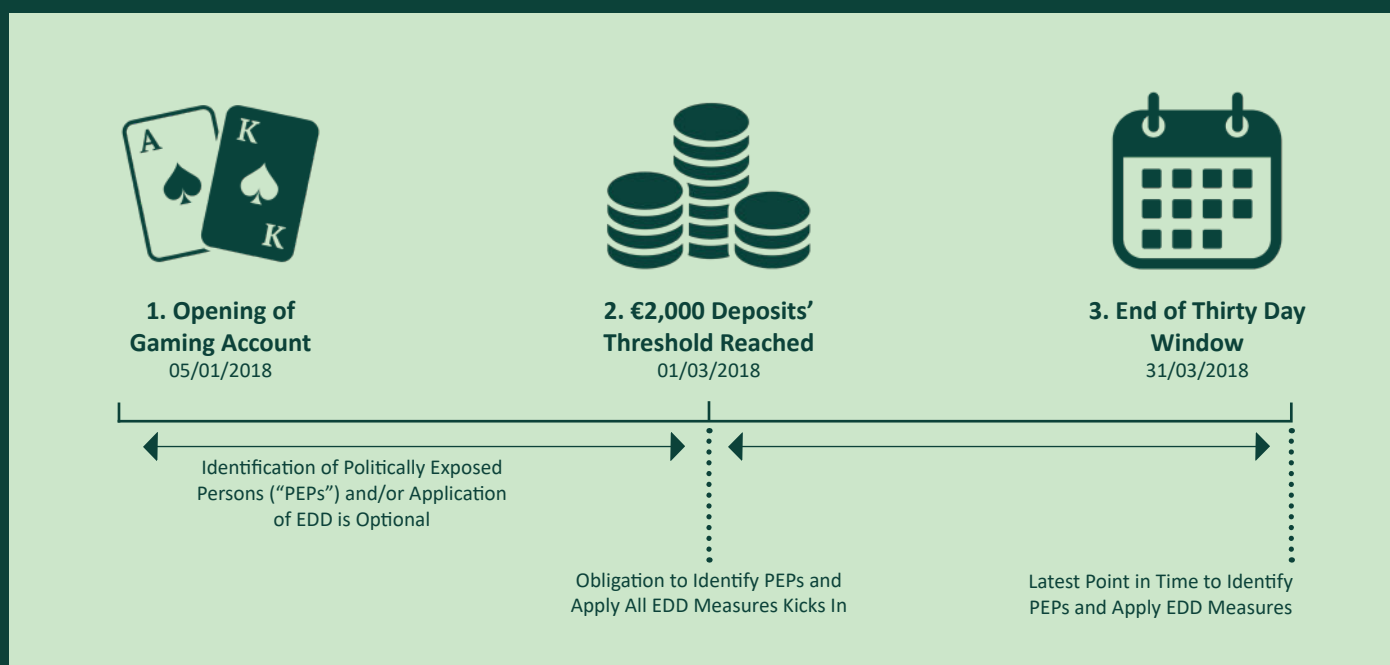 A
K
K
1. Opening of
Gaming Account
05/01/2018
2. €2,000 Deposits’
Threshold Reached
01/03/2018
3. End of Thirty Day
Window
31/03/2018
Identification of Politically Exposed
Persons (“PEPs”) and/or Application
of EDD is Optional
Obligation to Identify PEPs and
Apply All EDD Measures Kicks In
Latest Point in Time to Identify
PEPs and Apply EDD Measures